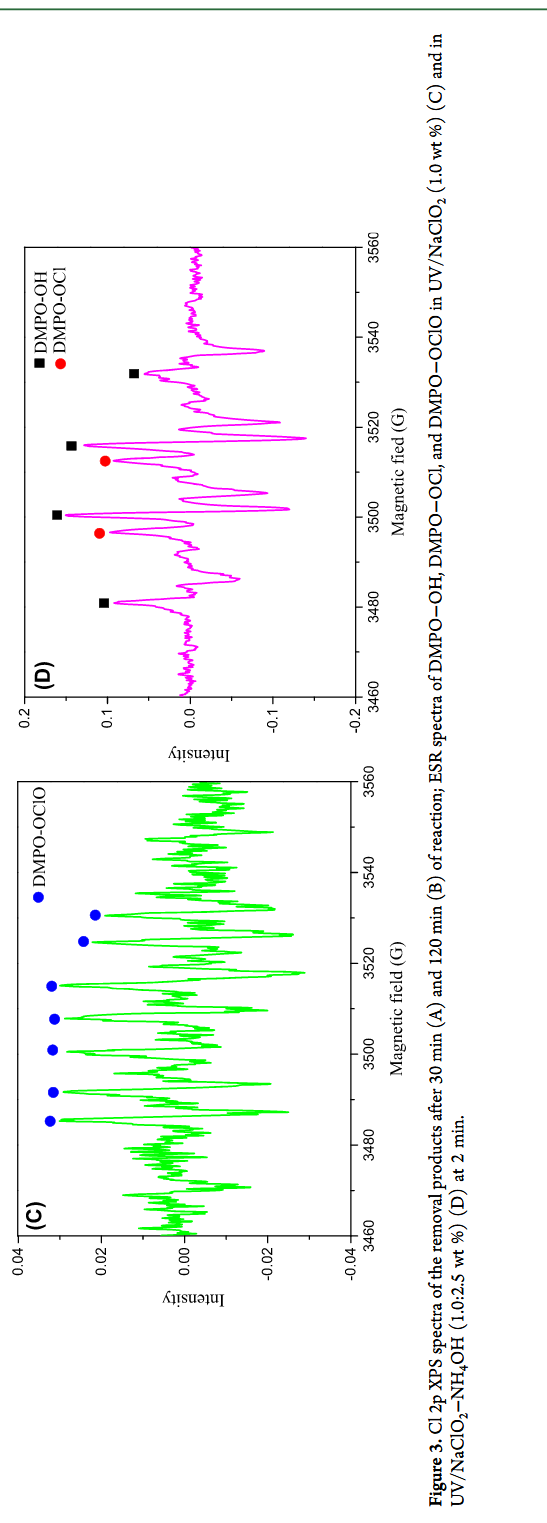 (C)
DMPO-OClO
0.04
0.02
0.00
-0.02
-0.04
Intensity
3460
3480
3500
3520
3540
3560
Magnetic field (G)
(D)
DMPO-OH
DMPO-OCl
0.2
0.1
0.0
-0.1
-0.2
Intensity
3460
3480
3500
3520
3540
3560
Magnetic fied (G)
Figure 3. Cl 2p XPS spectra of the removal products after 30 min (A) and 120 min (B) of reaction; ESR spectra of DMPO−OH, DMPO−OCl, and DMPO−OClO in UV/NaClO₂ (1.0 wt %) (C) and in
UV/NaClO₂−NH₄OH (1.0:2.5 wt %) (D) at 2 min.